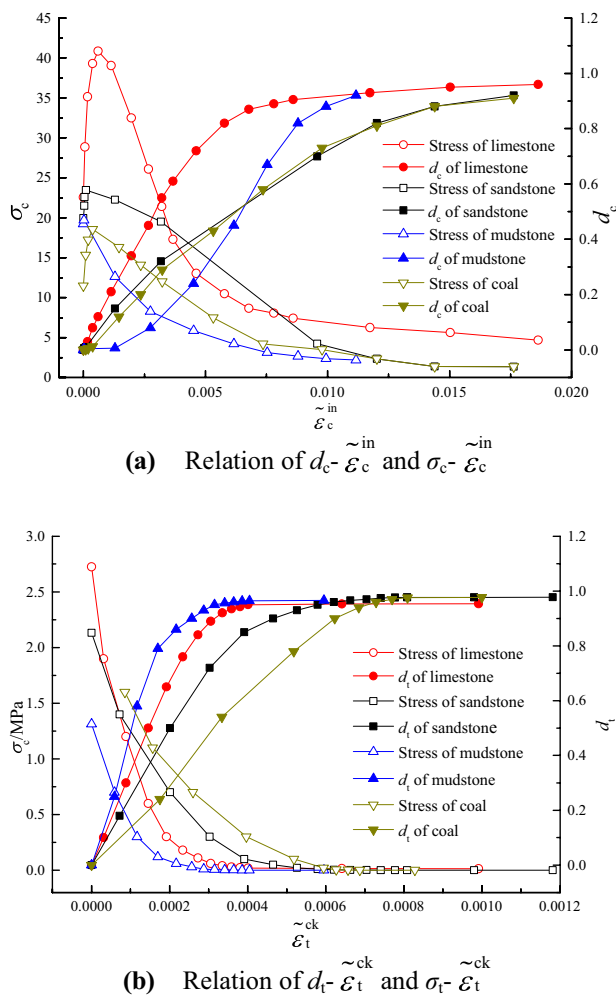 45
40
35
30
25
20
15
10
5
0
σc
1.2
1.0
0.8
0.6
0.4
0.2
0.0
dc
Stress of limestone
dc of limestone
Stress of sandstone
dc of sandstone
Stress of mudstone
dc of mudstone
Stress of coal
dc of coal
0.000 0.005 0.010 0.015 0.020
ε̃c^in
(a) Relation of dc- ε̃c^in and σc- ε̃c^in
3.0
2.5
2.0
1.5
1.0
0.5
0.0
σt/MPa
1.2
1.0
0.8
0.6
0.4
0.2
0.0
dt
Stress of limestone
dt of limestone
Stress of sandstone
dt of sandstone
Stress of mudstone
dt of mudstone
Stress of coal
dt of coal
0.0000 0.0002 0.0004 0.0006 0.0008 0.0010 0.0012
ε̃t^ck
(b) Relation of dt- ε̃t^ck and σt- ε̃t^ck